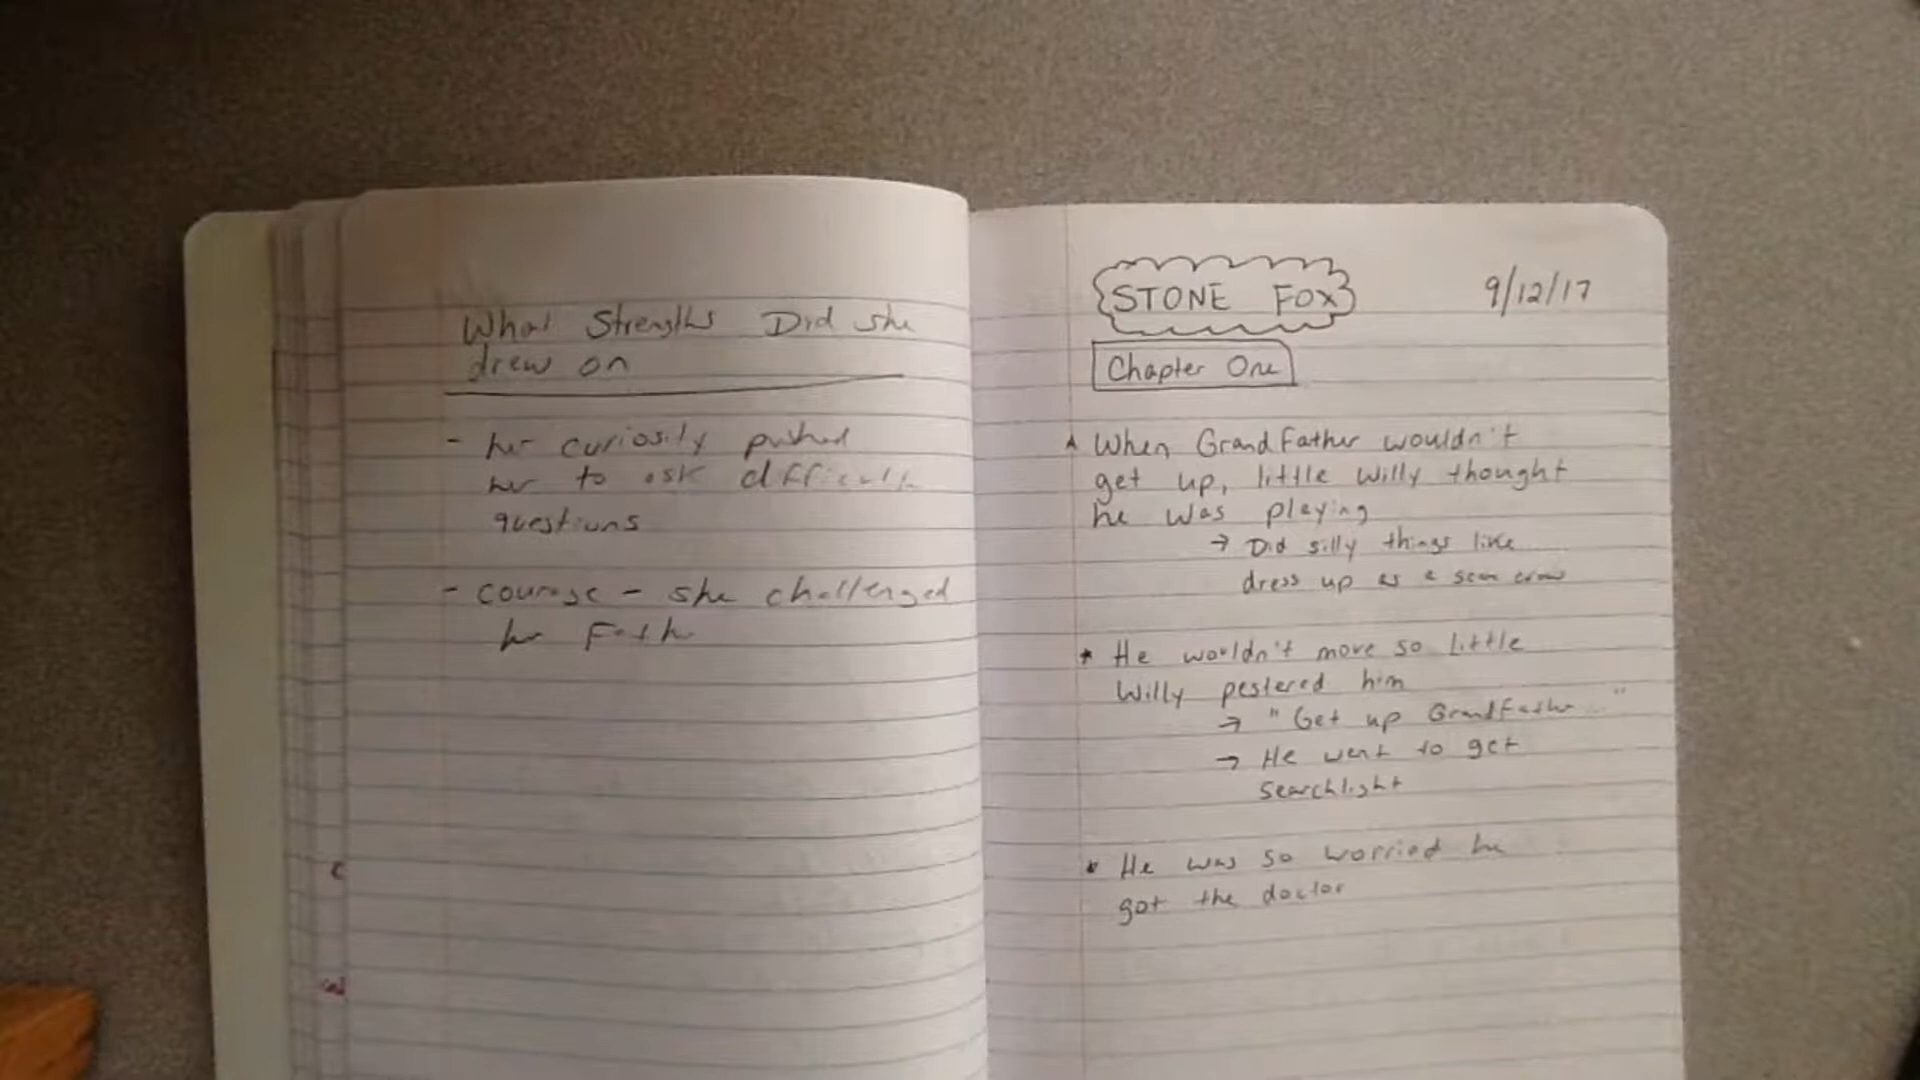 What Strengths Did she
drew on
- her curiosity pushed
her to ask difficult
questions
- courage - she challenged
her Father
STONE FOX
9/12/17
Chapter One
* When GrandFather wouldn't
get up, little Willy thought
he was playing
→ Did silly things like
dress up as a
* He wouldn't move so Little
Willy pestered him
→ "Get up Grandfather"
→ He went to get
Searchlight
* He was so worried he
got the doctor